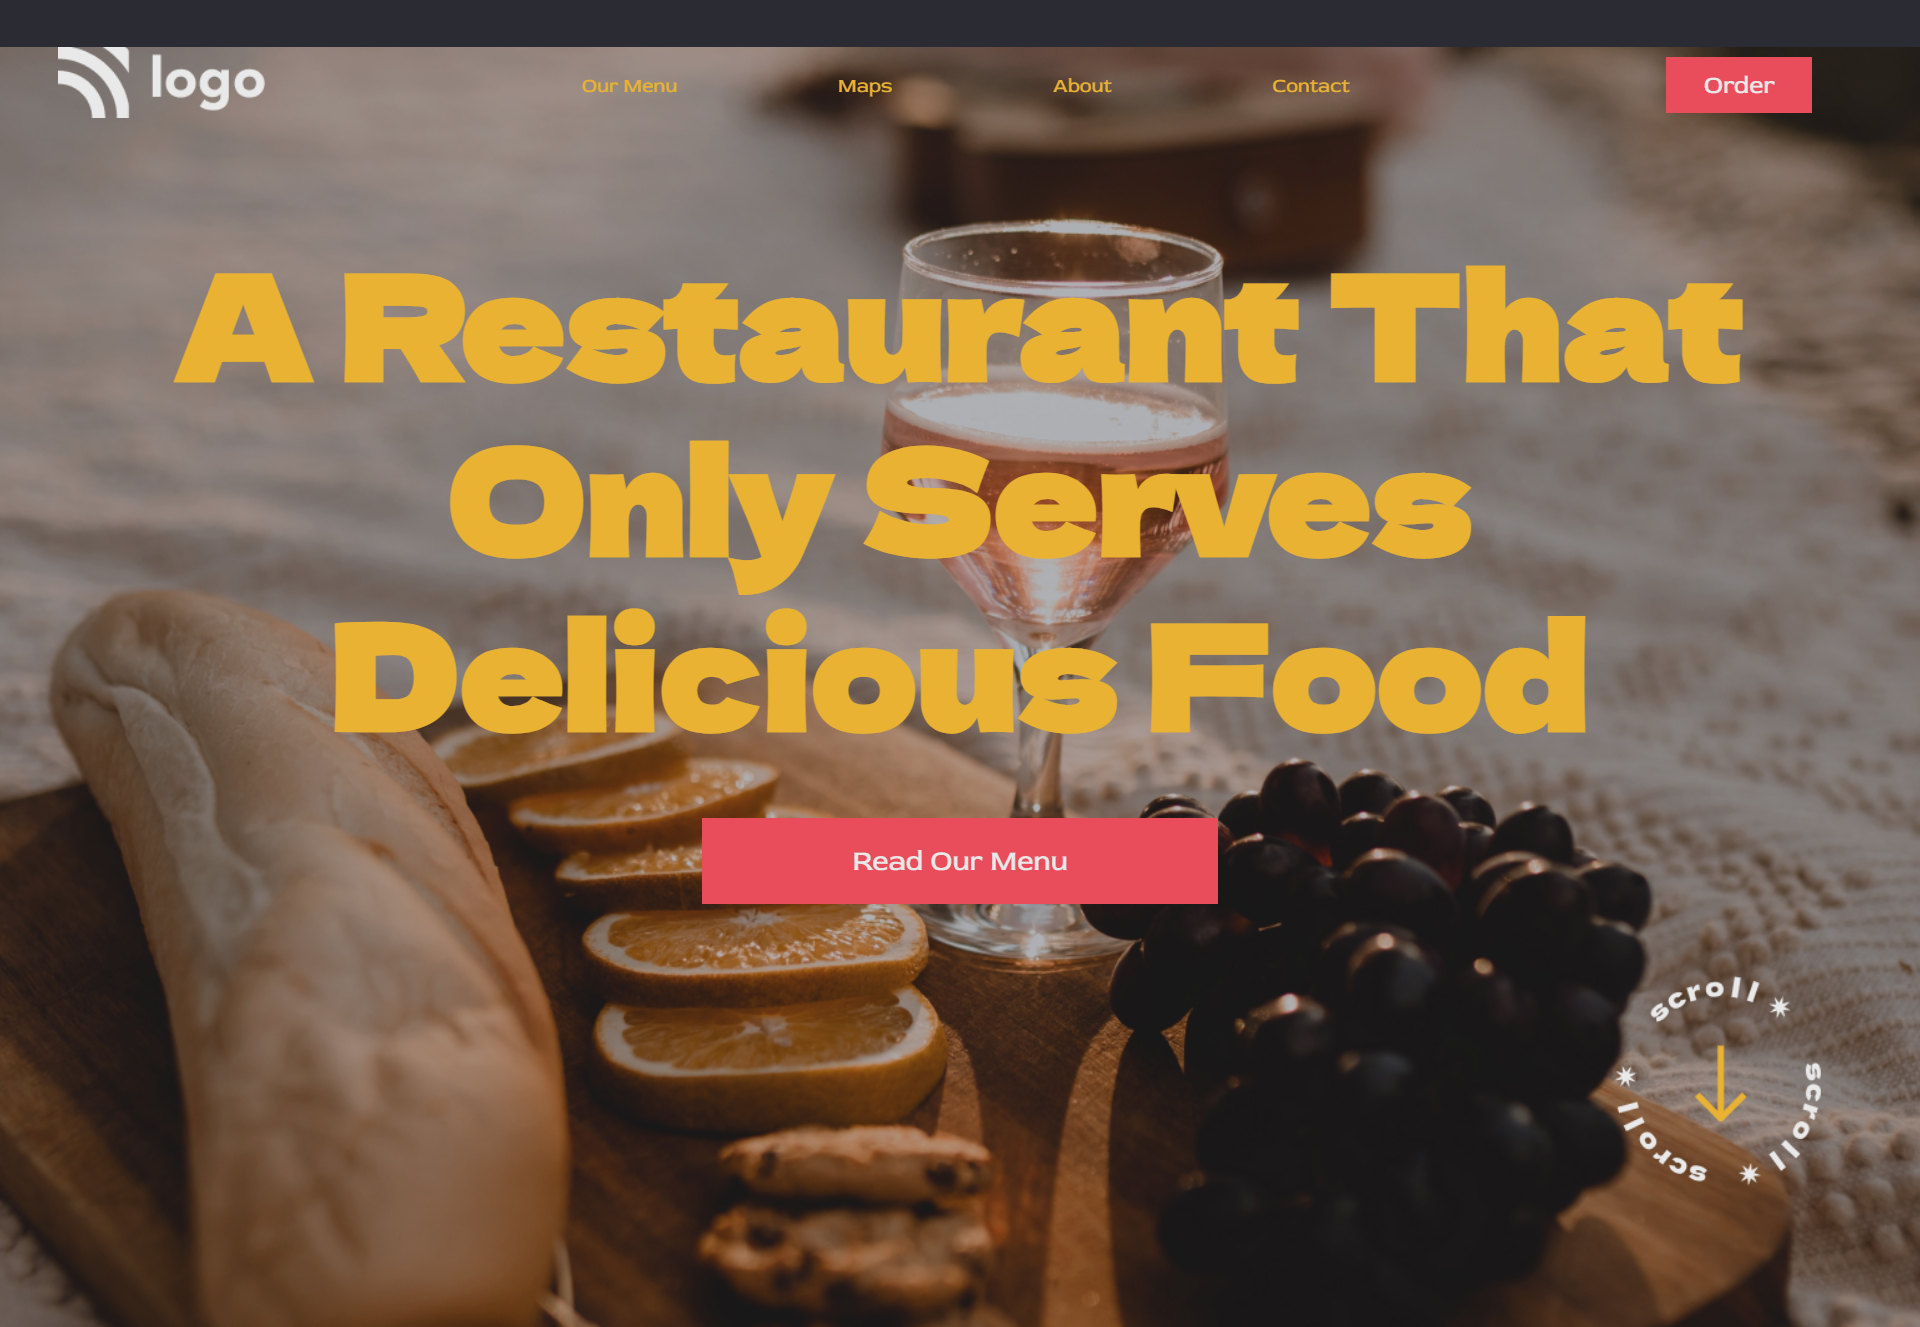 logo
Our Menu
Maps
About
Contact
Order
A Restaurant That
Only Serves
Delicious Food
Read Our Menu
scroll
scroll
scroll